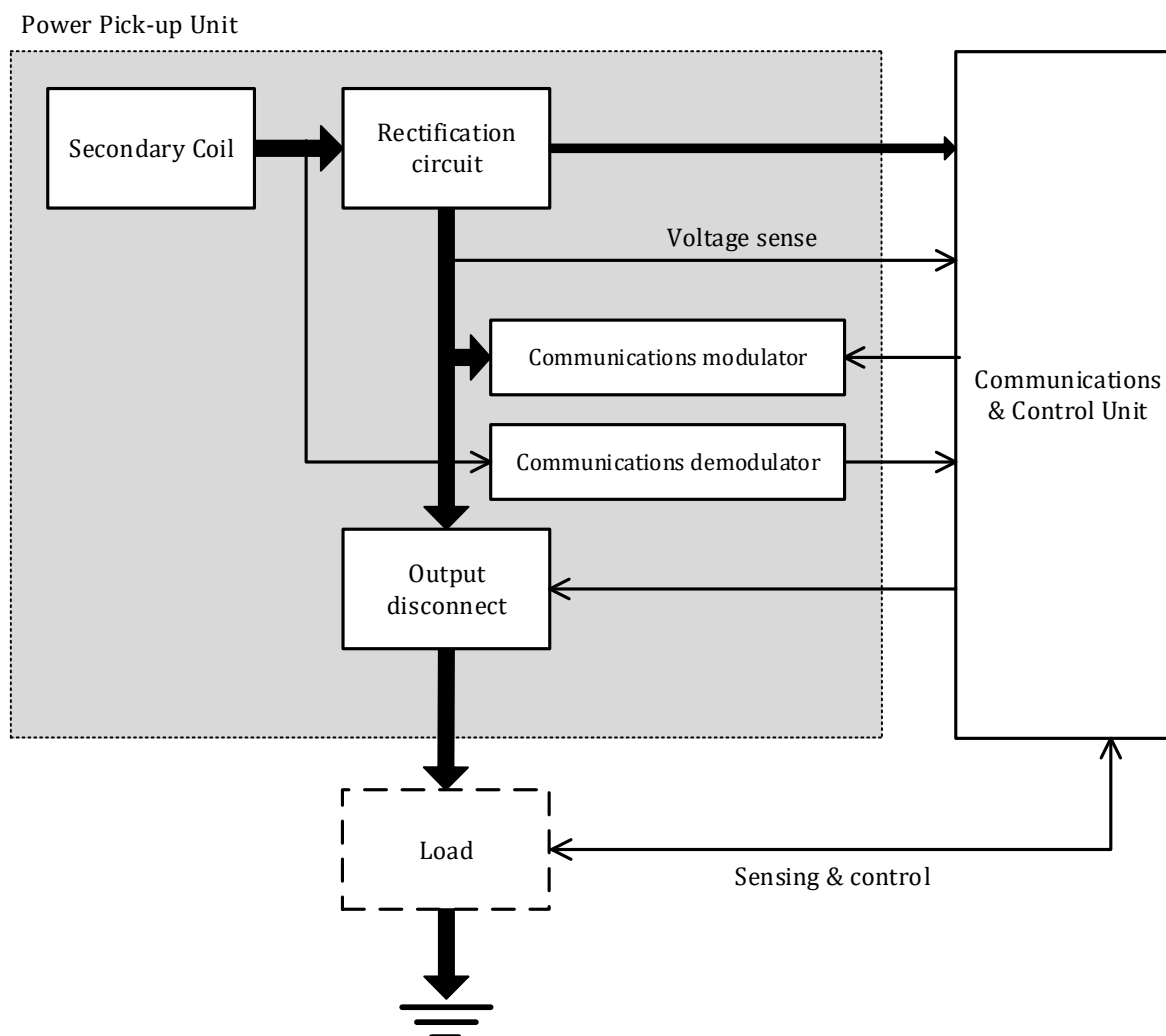 Power Pick-up Unit
Secondary Coil
Rectification
circuit
Voltage sense
Communications modulator
Communications
& Control Unit
Communications demodulator
Output
disconnect
Load
Sensing & control